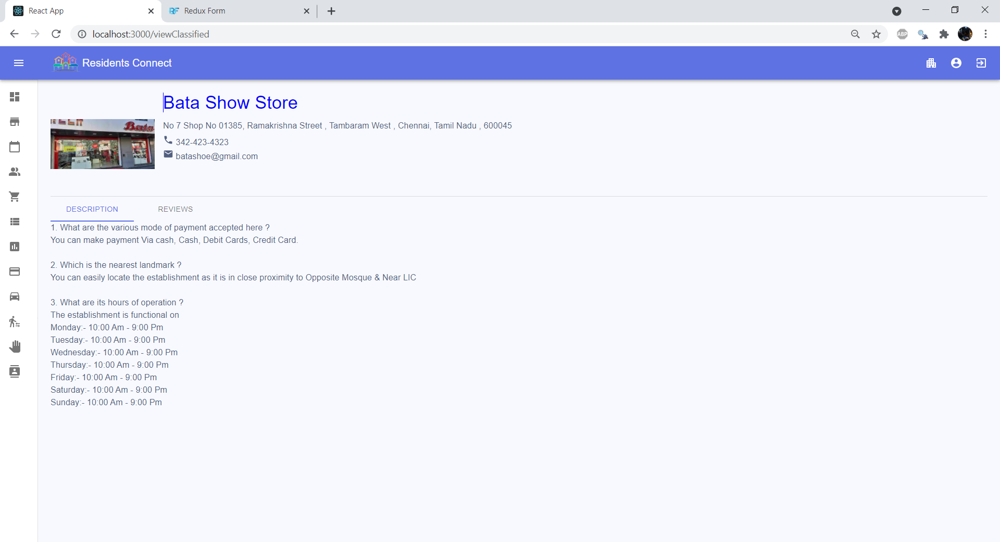 React App
Redux Form
localhost:3000/viewClassified
ABP
Residents Connect
Bata Show Store
Bata
No 7 Shop No 01385, Ramakrishna Street , Tambaram West , Chennai, Tamil Nadu , 600045
342-423-4323
batashoe@gmail.com
DESCRIPTION REVIEWS
1. What are the various mode of payment accepted here ?
You can make payment Via cash, Cash, Debit Cards, Credit Card.
2. Which is the nearest landmark ?
You can easily locate the establishment as it is in close proximity to Opposite Mosque & Near LIC
3. What are its hours of operation ?
The establishment is functional on
Monday:- 10:00 Am - 9:00 Pm
Tuesday:- 10:00 Am - 9:00 Pm
Wednesday:- 10:00 Am - 9:00 Pm
Thursday:- 10:00 Am - 9:00 Pm
Friday:- 10:00 Am - 9:00 Pm
Saturday:- 10:00 Am - 9:00 Pm
Sunday:- 10:00 Am - 9:00 Pm